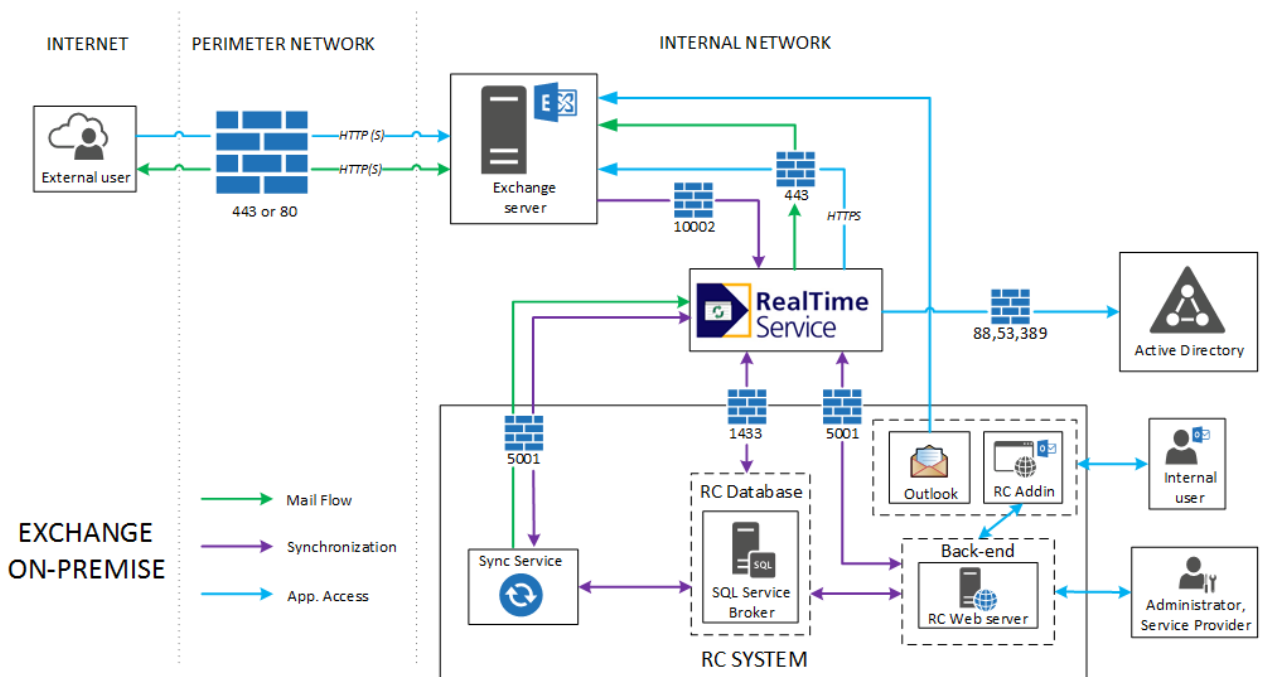 INTERNET
PERIMETER NETWORK
INTERNAL NETWORK
External user
HTTP (S)
HTTP(S)
443 or 80
E
Exchange
server
10002
443
HTTPS
RealTime
Service
88,53,389
Active Directory
5001
1433
5001
Outlook
O
RC Addin
O
Internal
user
Mail Flow
Synchronization
App. Access
EXCHANGE
ON-PREMISE
Sync Service
RC Database
SQL
SQL Service
Broker
Back-end
RC Web server
Administrator,
Service Provider
RC SYSTEM